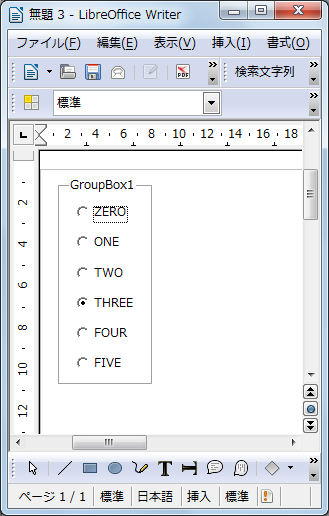 無題 3 - LibreOffice Writer
ファイル(F) 編集(E) 表示(V) 挿入(I) 書式(O)
PDF 検索文字列
標準
2 4 6 8 10 12 14 16 18
2
4
6
8
10
12
GroupBox1
ZERO
ONE
TWO
THREE
FOUR
FIVE
T
ページ 1 / 1 標準 日本語 挿入 標準